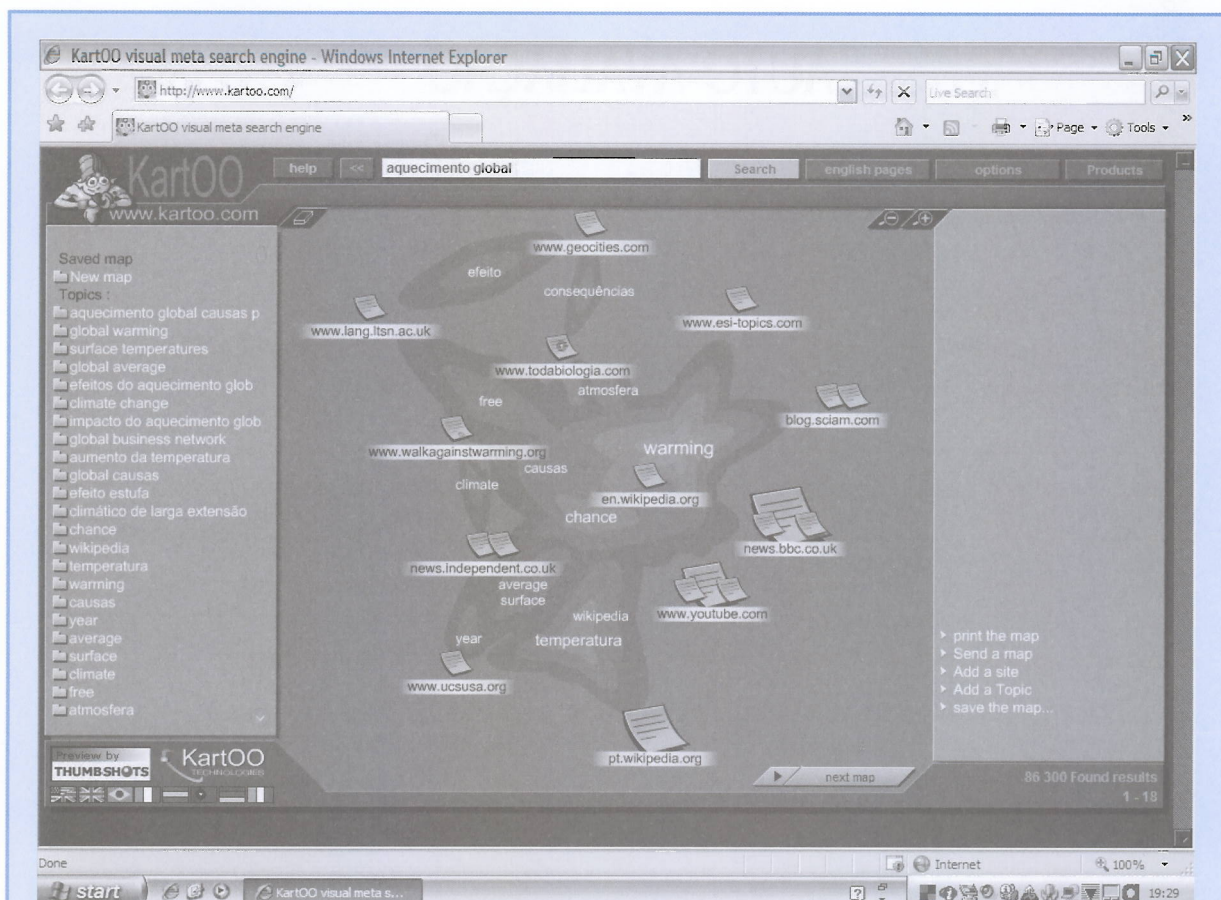 KartOO visual meta search engine - Windows Internet Explorer
http://www.kartoo.com/
Live Search
KartOO visual meta search engine
Page
Tools
KartOO
www.kartoo.com
help
<<
aquecimento global
Search
english pages
options
Products
Saved map
New map
Topics :
aquecimento global causas p
global warming
surface temperatures
global average
efeitos do aquecimento glob
climate change
impacto do aquecimento glob
global business network
aumento da temperatura
global causas
efeito estufa
climático de larga extensão
chance
wikipedia
temperatura
warming
causas
year
average
surface
climate
free
atmosfera
Preview by
THUMBSHOTS
KartOO
TECHNOLOGIES
www.geocities.com
efeito
consequências
www.lang.ltsn.ac.uk
www.esi-topics.com
www.todabiologia.com
atmosfera
free
blog.sciam.com
www.walkagainstwarming.org
warming
causas
climate
en.wikipedia.org
chance
news.bbc.co.uk
news.independent.co.uk
average
surface
www.youtube.com
wikipedia
year
temperatura
www.ucsusa.org
pt.wikipedia.org
next map
print the map
Send a map
Add a site
Add a Topic
save the map...
86 300 Found results
1 - 18
Done
Internet
100%
start
KartOO visual meta s...
19:29